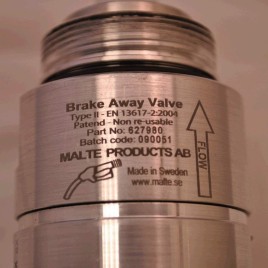 Brake Away Valve
Type II - EN 13617-2:2004
Patend - Non re-usable
Part No: 627980
Batch code: 090051
MALTE PRODUCTS AB
Made in Sweden
www.malte.se
FLOW